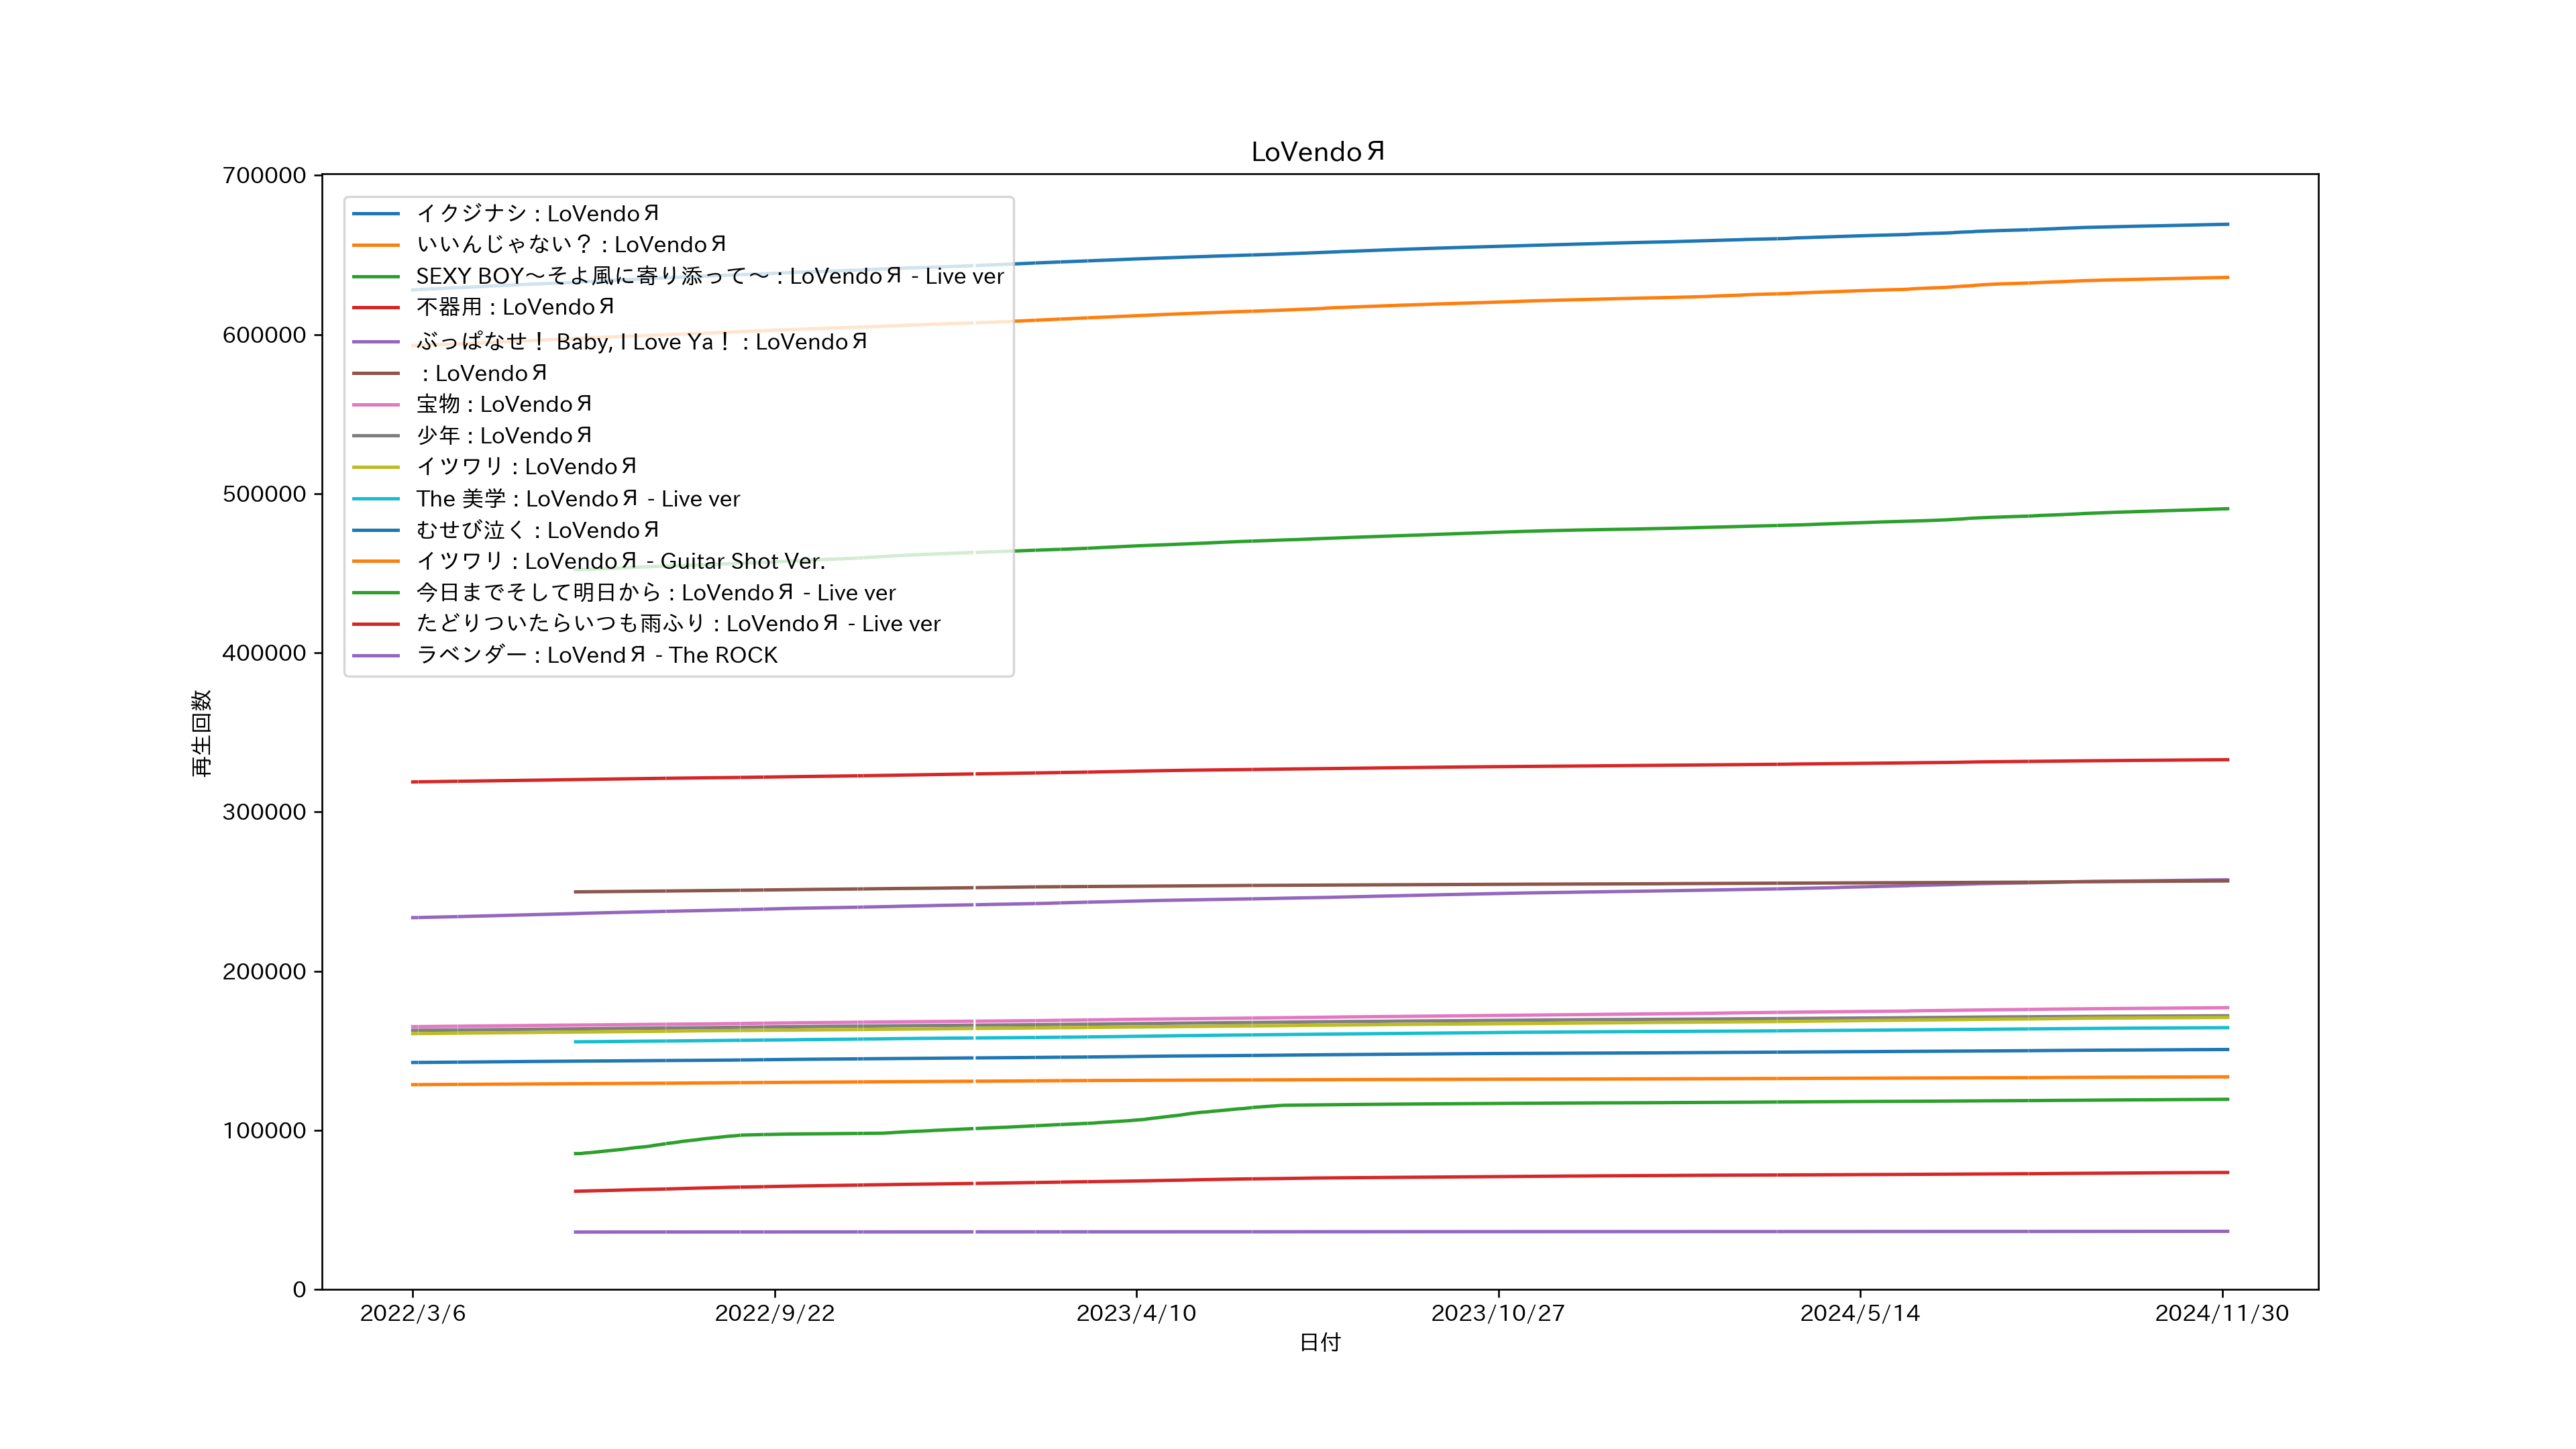 LoVendoЯ
700000
600000
500000
400000
300000
200000
100000
0
再生回数
イクジナシ : LoVendoЯ
いいんじゃない？ : LoVendoЯ
SEXY BOY～そよ風に寄り添って～ : LoVendoЯ - Live ver
不器用 : LoVendoЯ
ぶっぱなせ！ Baby, I Love Ya！ : LoVendoЯ
: LoVendoЯ
宝物 : LoVendoЯ
少年 : LoVendoЯ
イツワリ : LoVendoЯ
The 美学 : LoVendoЯ - Live ver
むせび泣く : LoVendoЯ
イツワリ : LoVendoЯ - Guitar Shot Ver.
今日までそして明日から : LoVendoЯ - Live ver
たどりついたらいつも雨ふり : LoVendoЯ - Live ver
ラベンダー : LoVendЯ - The ROCK
2022/3/6 2022/9/22 2023/4/10 2023/10/27 2024/5/14 2024/11/30
日付